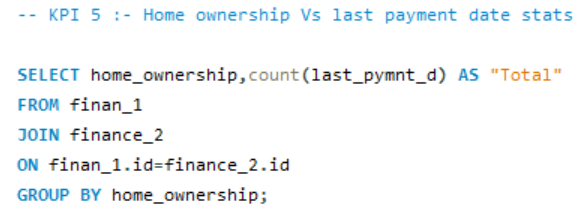 -- KPI 5 :- Home ownership Vs last payment date stats
SELECT home_ownership,count(last_pymnt_d) AS "Total"
FROM finan_1
JOIN finance_2
ON finan_1.id=finance_2.id
GROUP BY home_ownership;